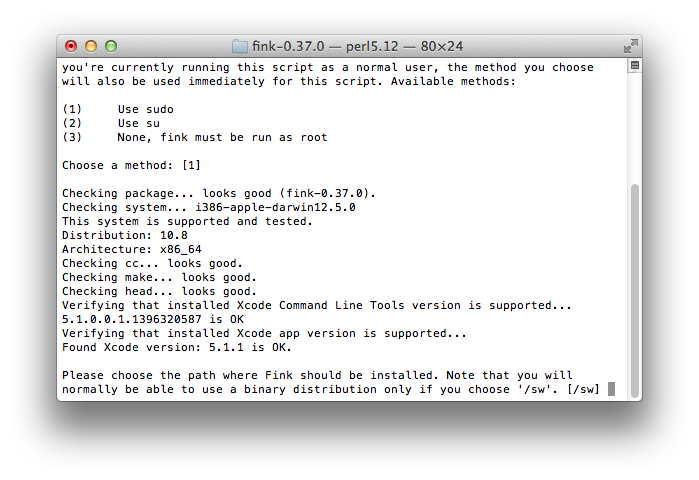 fink-0.37.0 — perl5.12 — 80×24
you're currently running this script as a normal user, the method you choose
will also be used immediately for this script. Available methods:
(1)     Use sudo
(2)     Use su
(3)     None, fink must be run as root
Choose a method: [1]
Checking package... looks good (fink-0.37.0).
Checking system... i386-apple-darwin12.5.0
This system is supported and tested.
Distribution: 10.8
Architecture: x86_64
Checking cc... looks good.
Checking make... looks good.
Checking head... looks good.
Verifying that installed Xcode Command Line Tools version is supported...
5.1.0.0.1.1396320587 is OK
Verifying that installed Xcode app version is supported...
Found Xcode version: 5.1.1 is OK.
Please choose the path where Fink should be installed. Note that you will
normally be able to use a binary distribution only if you choose '/sw'. [/sw]